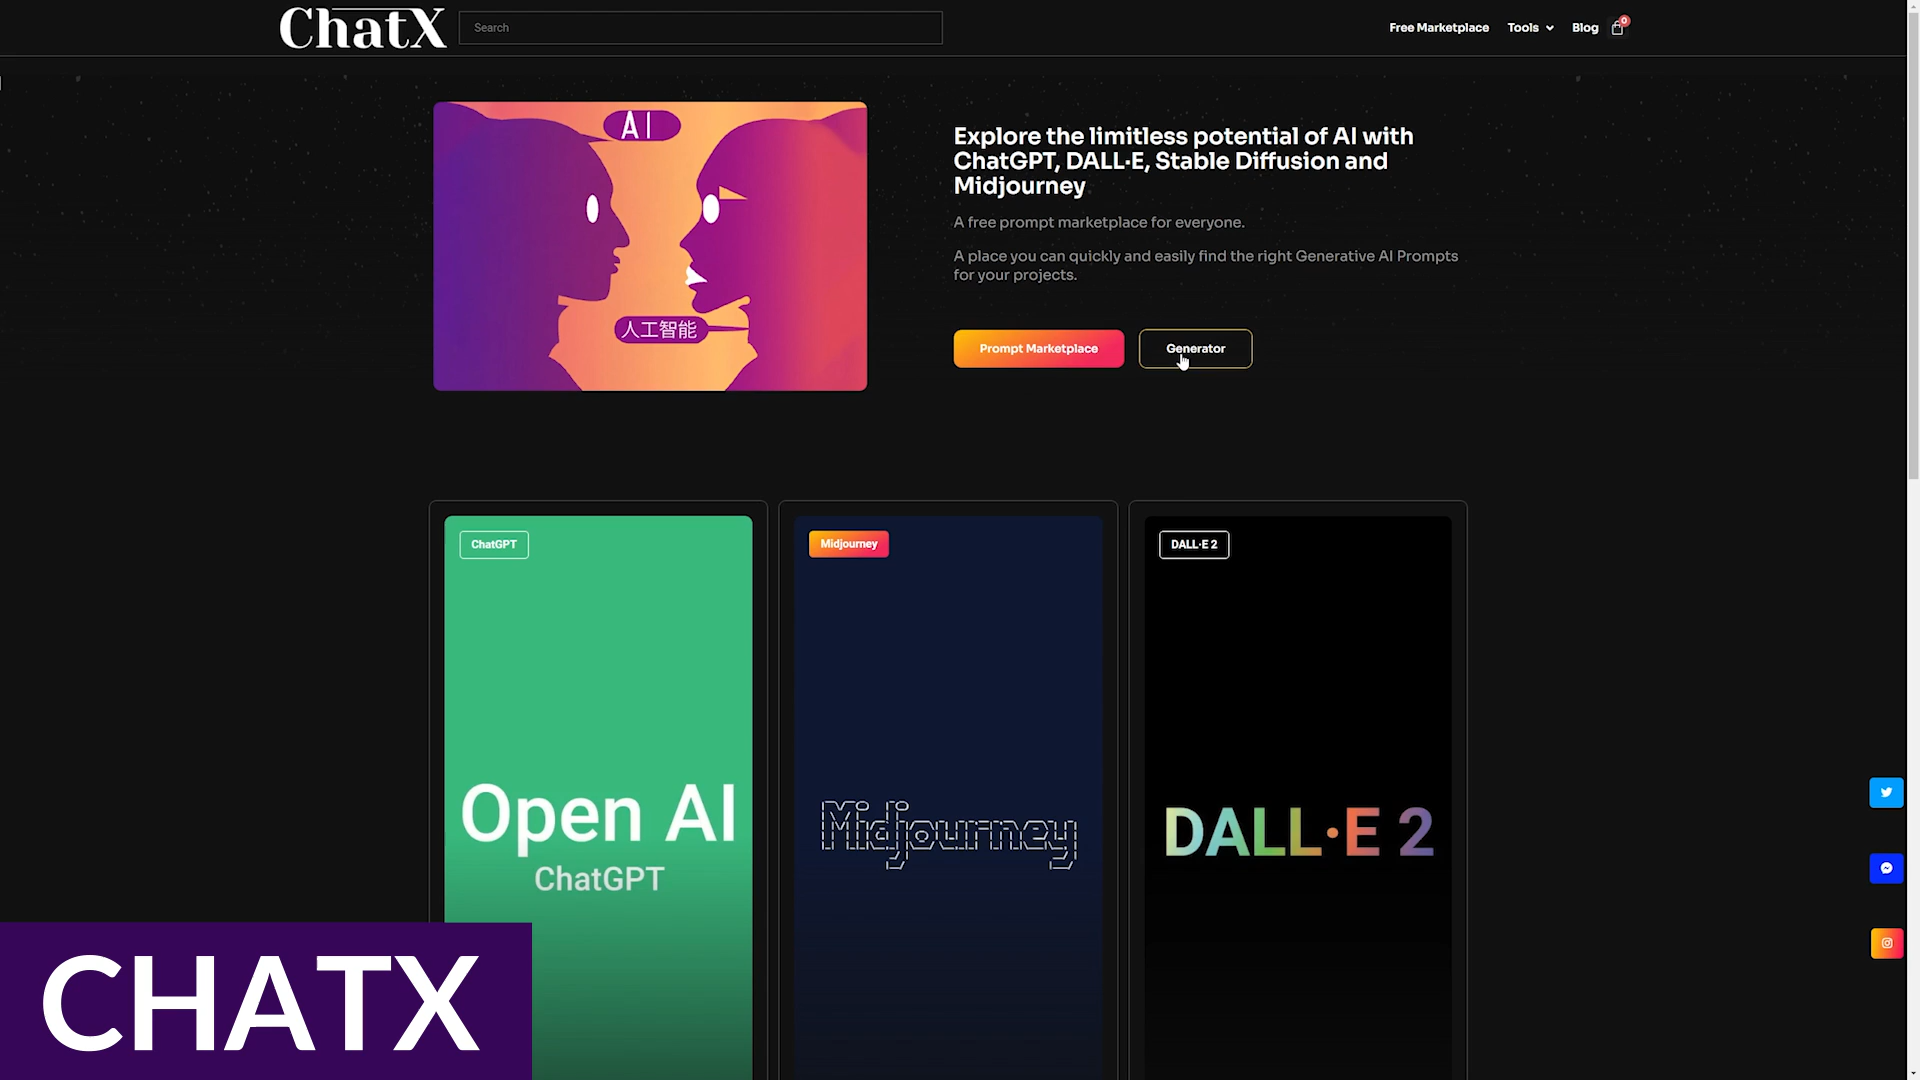 ChatX
Search
Free Marketplace
Tools
Blog
0
AI
人工智能
Explore the limitless potential of AI with
ChatGPT, DALL·E, Stable Diffusion and
Midjourney
A free prompt marketplace for everyone.
A place you can quickly and easily find the right Generative AI Prompts
for your projects.
Prompt Marketplace
Generator
ChatGPT
Midjourney
DALL·E 2
Open AI
ChatGPT
Midjourney
DALL·E 2
CHATX